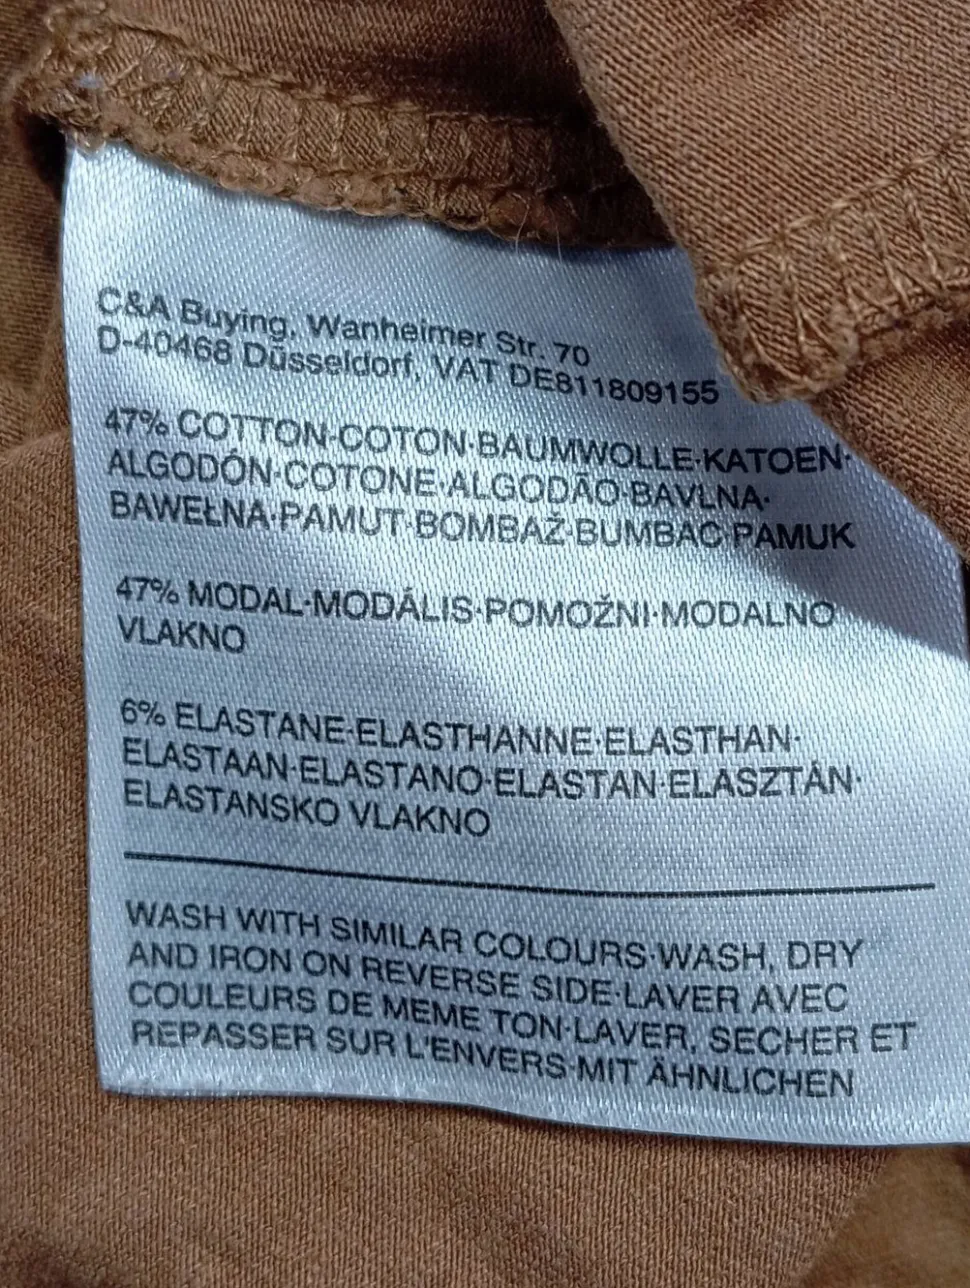 C&A Buying, Wanheimer Str. 70
D-40468 Düsseldorf, VAT DE811809155
47% COTTON·COTON·BAUMWOLLE·KATOEN·
ALGODÓN·COTONE·ALGODÃO·BAVLNA·
BAWEŁNA·PAMUT·BOMBAŽ·BUMBAC·PAMUK
47% MODAL·MODÁLIS·POMOŽNI·MODALNO
VLAKNO
6% ELASTANE·ELASTHANNE·ELASTHAN·
ELASTAAN·ELASTANO·ELASTAN·ELASZTÁN·
ELASTANSKO VLAKNO
WASH WITH SIMILAR COLOURS·WASH, DRY
AND IRON ON REVERSE SIDE·LAVER AVEC
COULEURS DE MEME TON·LAVER, SECHER ET
REPASSER SUR L'ENVERS·MIT ÄHNLICHEN